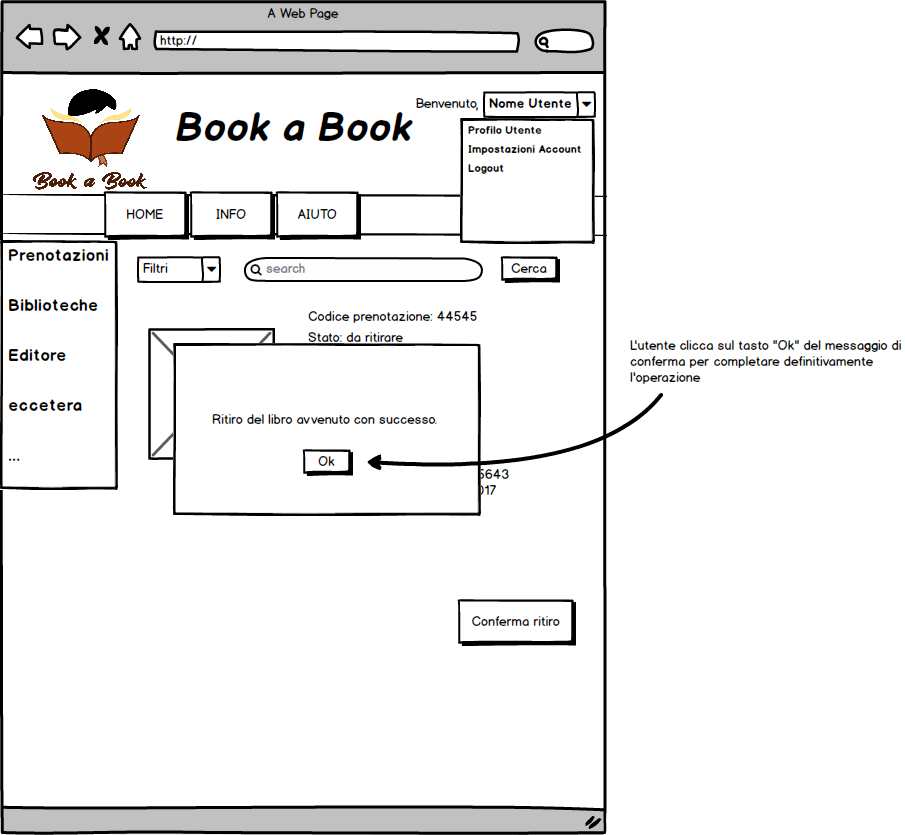 A Web Page
http://
Benvenuto, Nome Utente
Book a Book
Profilo Utente
Impostazioni Account
Logout
Book a Book
HOME
INFO
AIUTO
Prenotazioni
Biblioteche
Editore
eccetera
...
Filtri
search
Cerca
Codice prenotazione: 44545
Stato: da ritirare
Ritiro del libro avvenuto con successo.
Ok
5643
017
Conferma ritiro
L'utente clicca sul tasto "Ok" del messaggio di
conferma per completare definitivamente
l'operazione